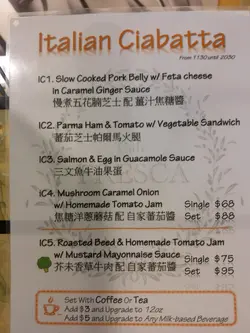 Italian Ciabatta
From 1130 until 2030
IC1. Slow Cooked Pork Belly w/ Feta cheese
in Caramel Ginger Sauce
慢煮五花腩芝士 配 薑汁焦糖醬
IC2. Parma Ham & Tomato w/ Vegetable Sandwich
蕃茄芝士帕爾馬火腿
IC3. Salmon & Egg in Guacamole Sauce
三文魚牛油果蛋
IC4. Mushroom Caramel Onion
w/ Homemade Tomato Jam Single $68
焦糖洋蔥蘑菇 配 自家蕃茄醬 Set $88
IC5. Roasted Beed & Homemade Tomato Jam
w/ Mustard Mayonnaise Sauce Single $75
芥末香草牛肉 配 自家蕃茄醬 Set $95
Set With Coffee Or Tea
Add $3 and Upgrade to 12oz
Add $5 and Upgrade to Any Milk-based Beverage